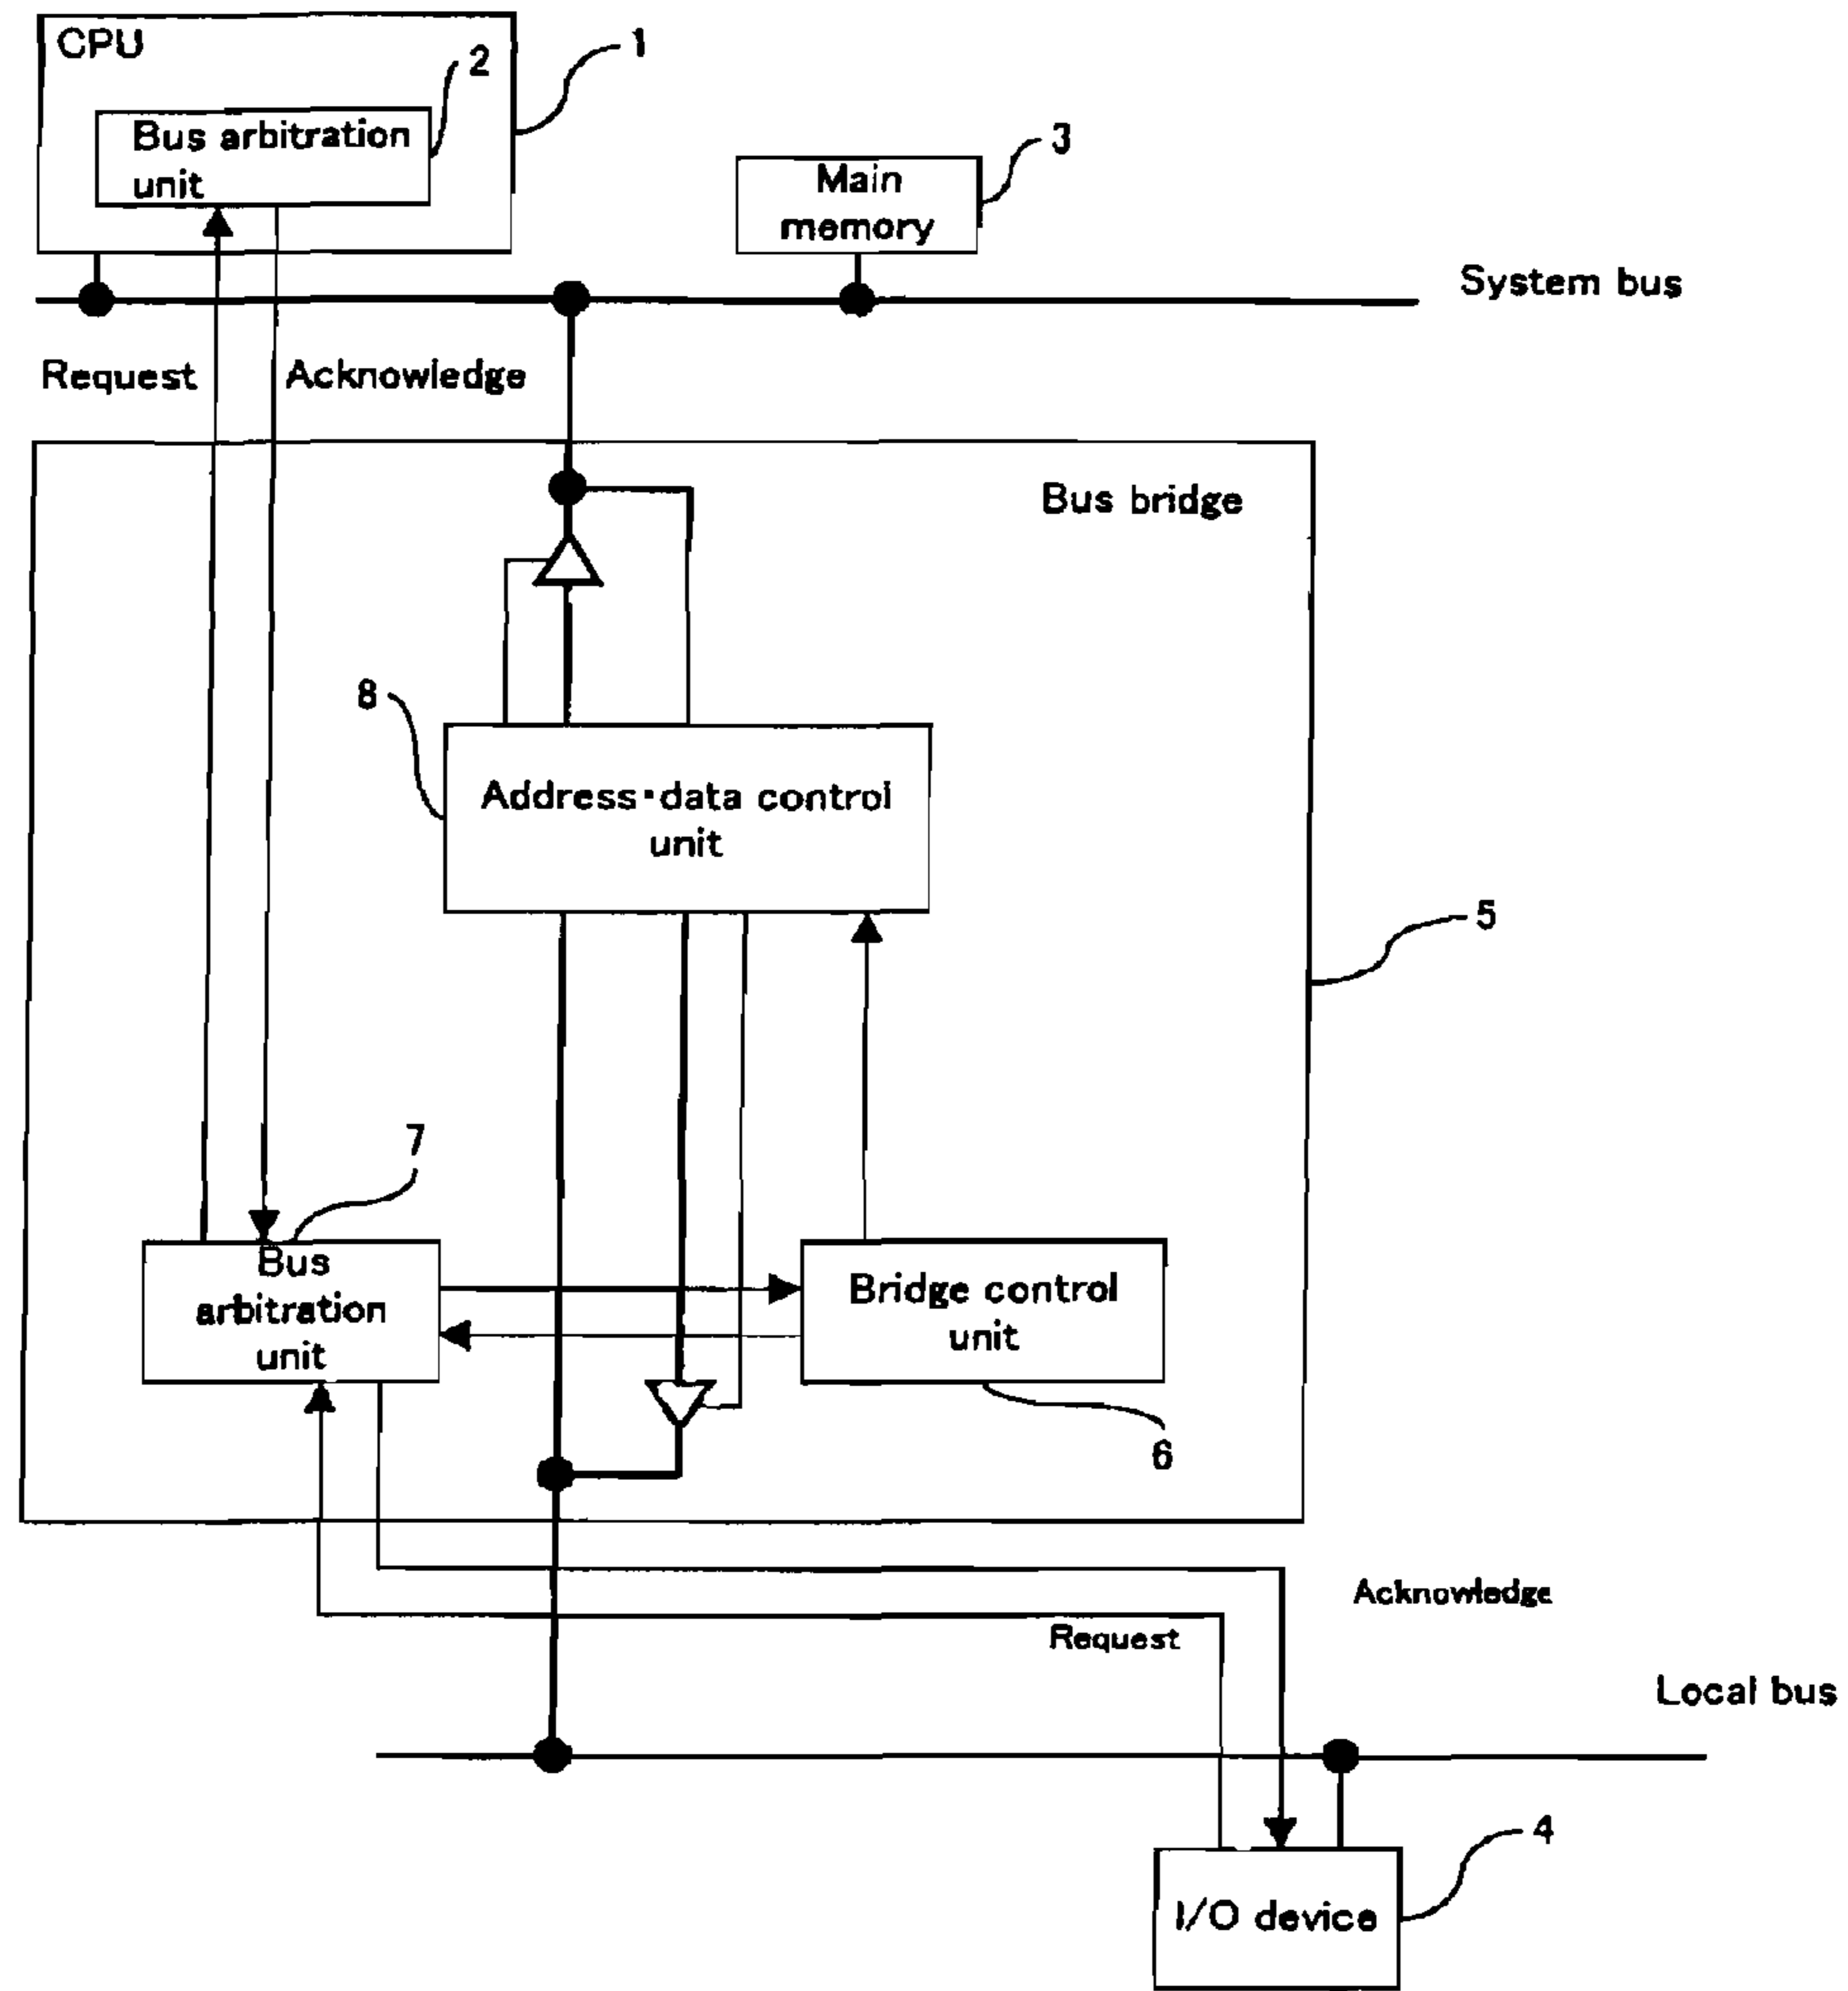 CPU
1
2
Bus arbitration
unit
3
Main
memory
System bus
Request
Acknowledge
Bus bridge
8
Address·data control
unit
5
7
Bus
arbitration
unit
Bridge control
unit
6
Acknowledge
Request
Local bus
4
I/O device